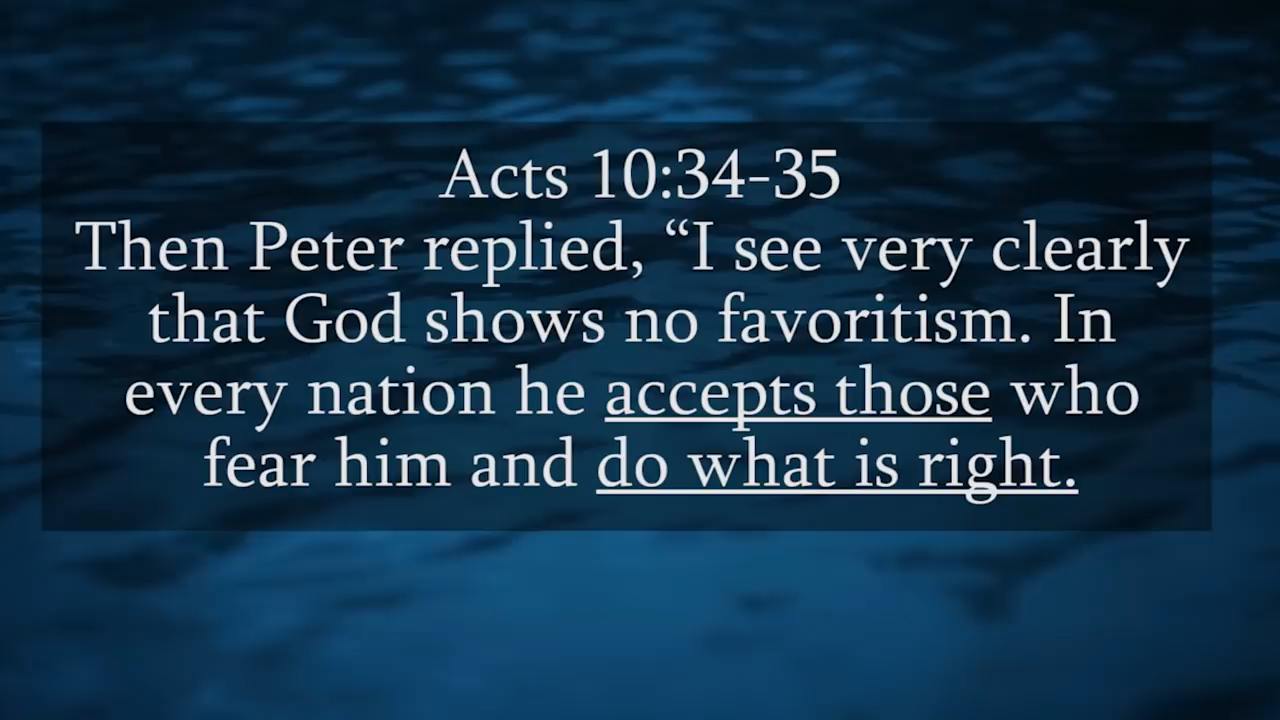 Acts 10:34-35
Then Peter replied, “I see very clearly
that God shows no favoritism. In
every nation he accepts those who
fear him and do what is right.